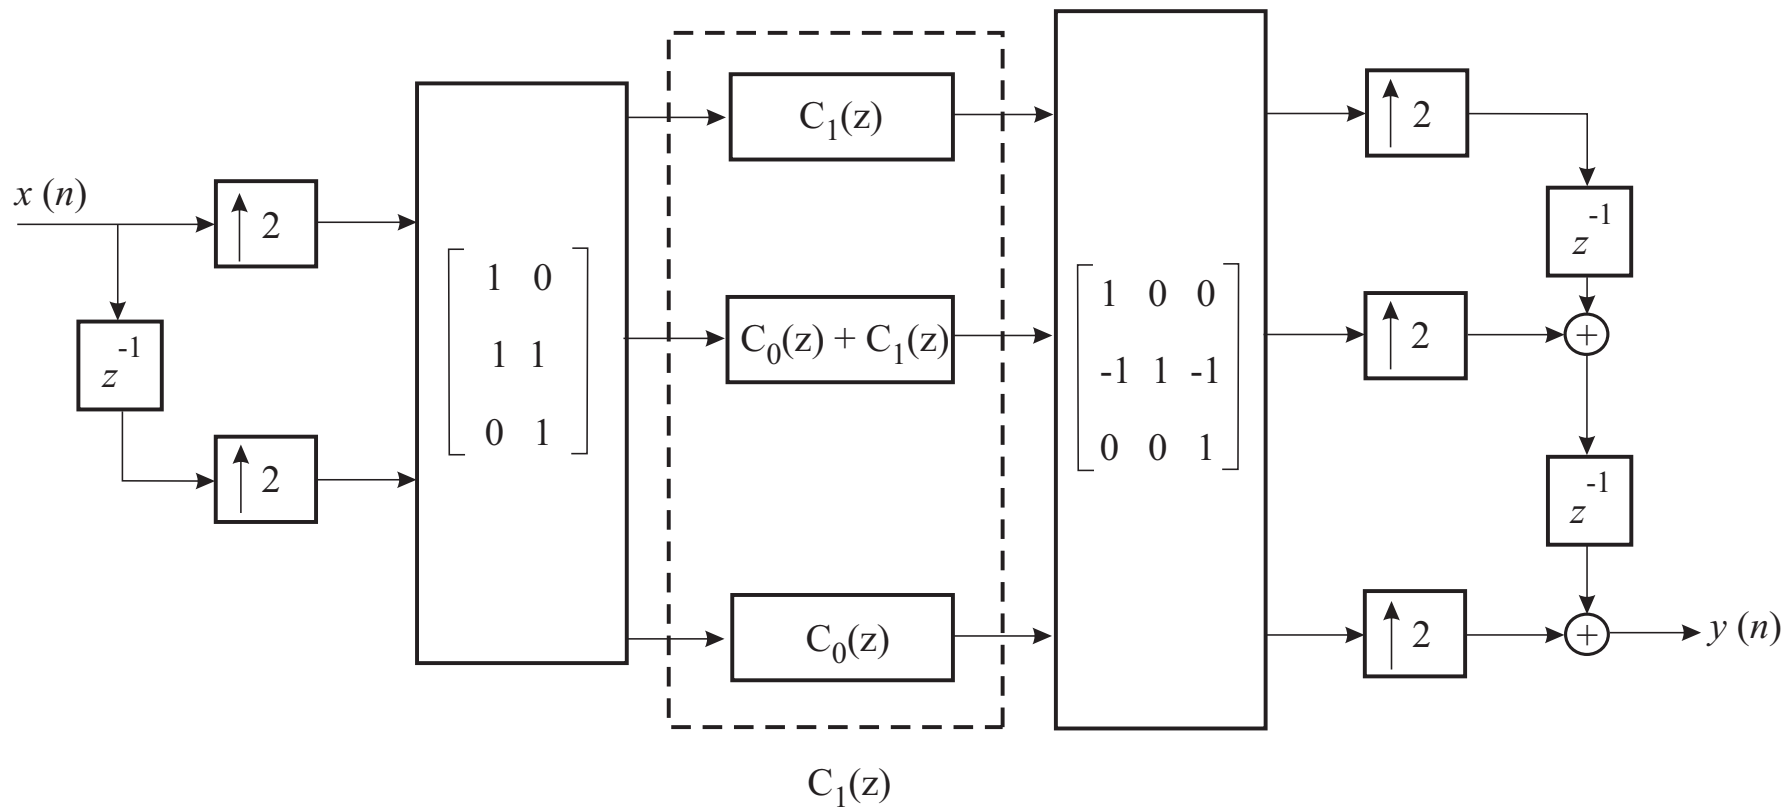 x (n)
↑ 2
z⁻¹
↑ 2
1 0
1 1
0 1
C₁(z)
C₀(z) + C₁(z)
C₀(z)
C₁(z)
1 0 0
-1 1 -1
0 0 1
↑ 2
z⁻¹
↑ 2
+
z⁻¹
↑ 2
+
y (n)